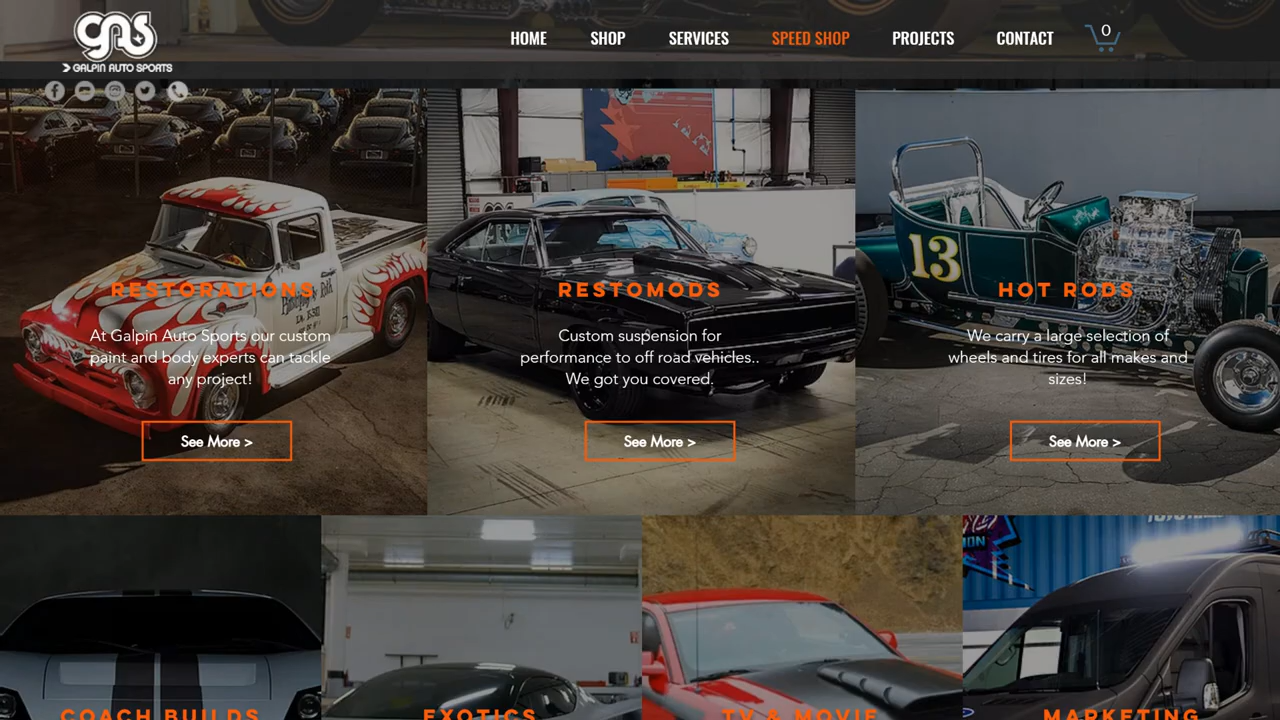 gas
GALPIN AUTO SPORTS
HOME
SHOP
SERVICES
SPEED SHOP
PROJECTS
CONTACT
0
RESTORATIONS
At Galpin Auto Sports our custom
paint and body experts can tackle
any project!
See More >
RESTOMODS
Custom suspension for
performance to off road vehicles..
We got you covered.
See More >
13
HOT RODS
We carry a large selection of
wheels and tires for all makes and
sizes!
See More >
COACH BUILDS
EXOTICS
TV & MOVIE
MARKETING